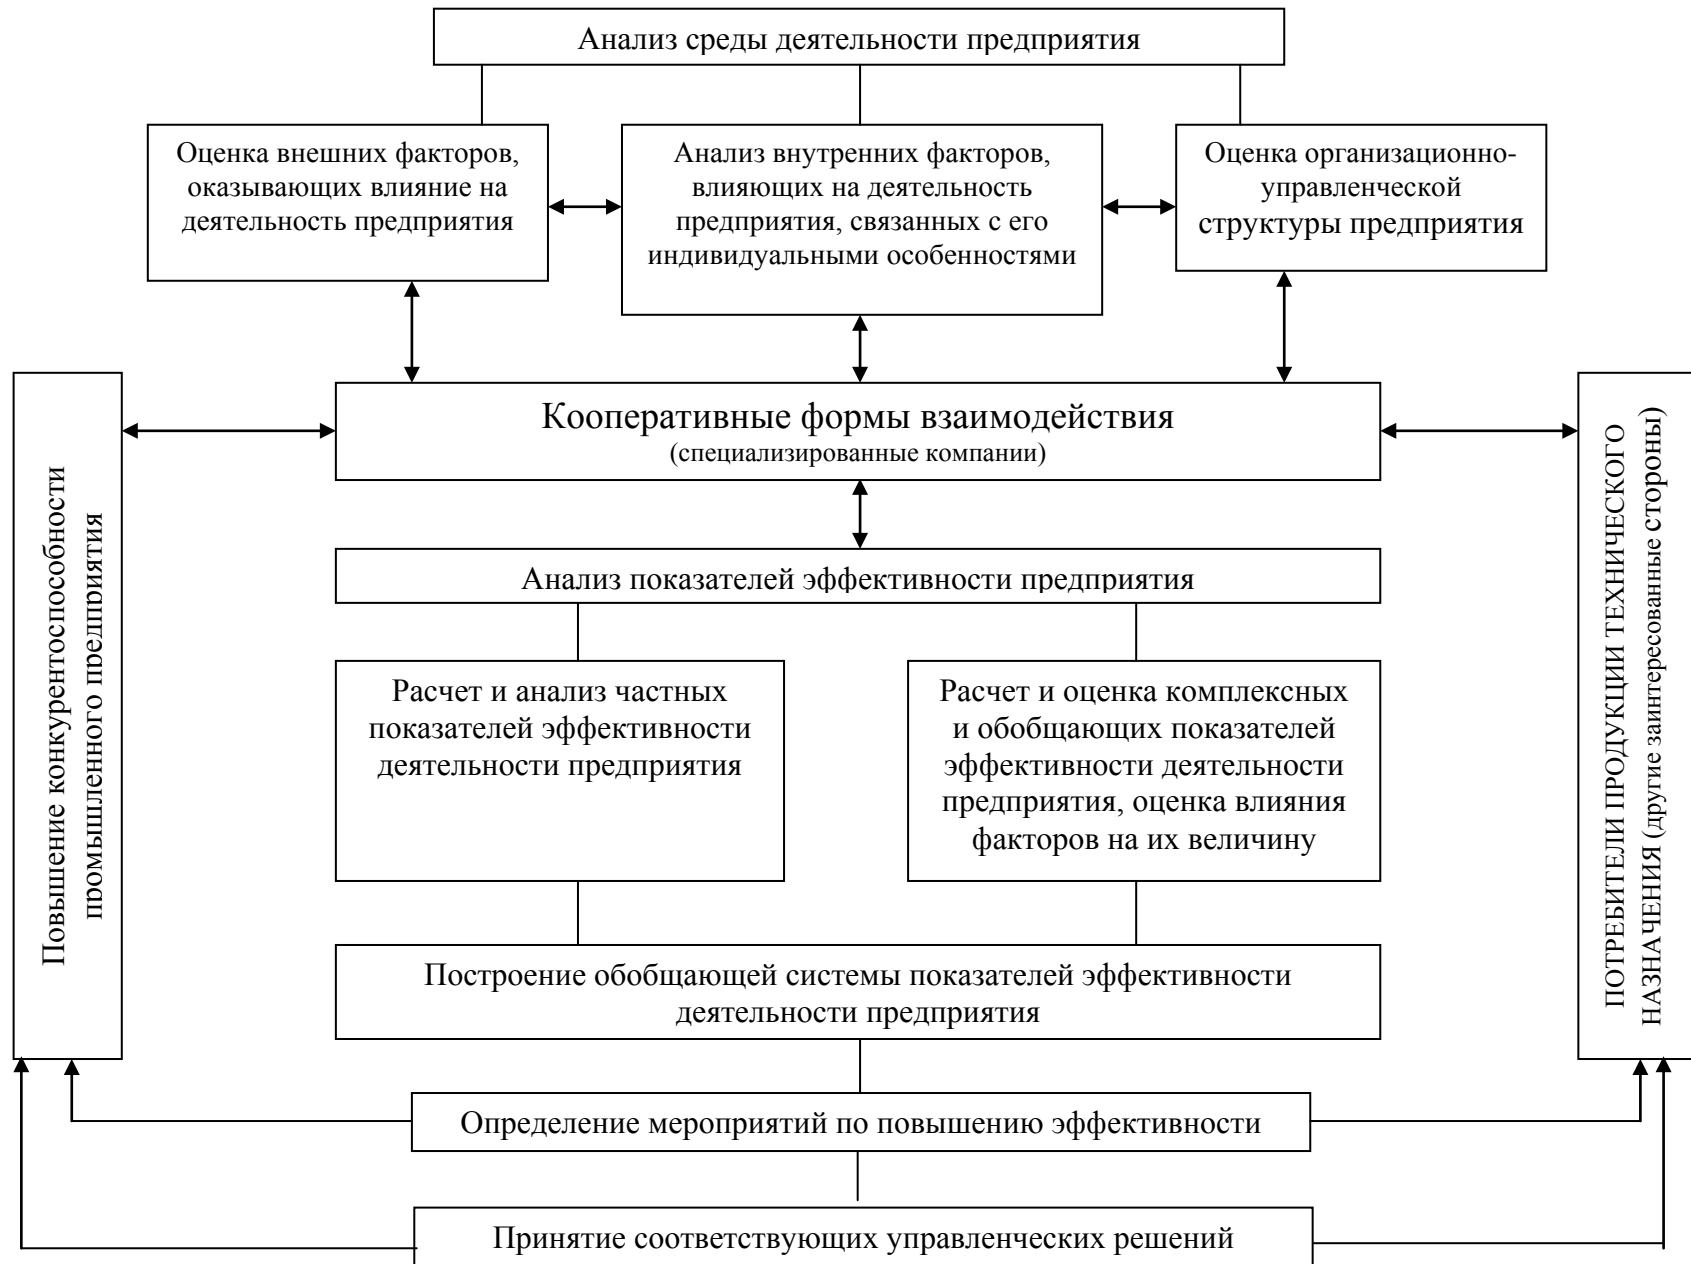 Анализ среды деятельности предприятия
Оценка внешних факторов,
оказывающих влияние на
деятельность предприятия
Анализ внутренних факторов,
влияющих на деятельность
предприятия, связанных с его
индивидуальными особенностями
Оценка организационно-
управленческой
структуры предприятия
Повышение конкурентоспособности
промышленного предприятия
Кооперативные формы взаимодействия
(специализированные компании)
ПОТРЕБИТЕЛИ ПРОДУКЦИИ ТЕХНИЧЕСКОГО
НАЗНАЧЕНИЯ (другие заинтересованные стороны)
Анализ показателей эффективности предприятия
Расчет и анализ частных
показателей эффективности
деятельности предприятия
Расчет и оценка комплексных
и обобщающих показателей
эффективности деятельности
предприятия, оценка влияния
факторов на их величину
Построение обобщающей системы показателей эффективности
деятельности предприятия
Определение мероприятий по повышению эффективности
Принятие соответствующих управленческих решений